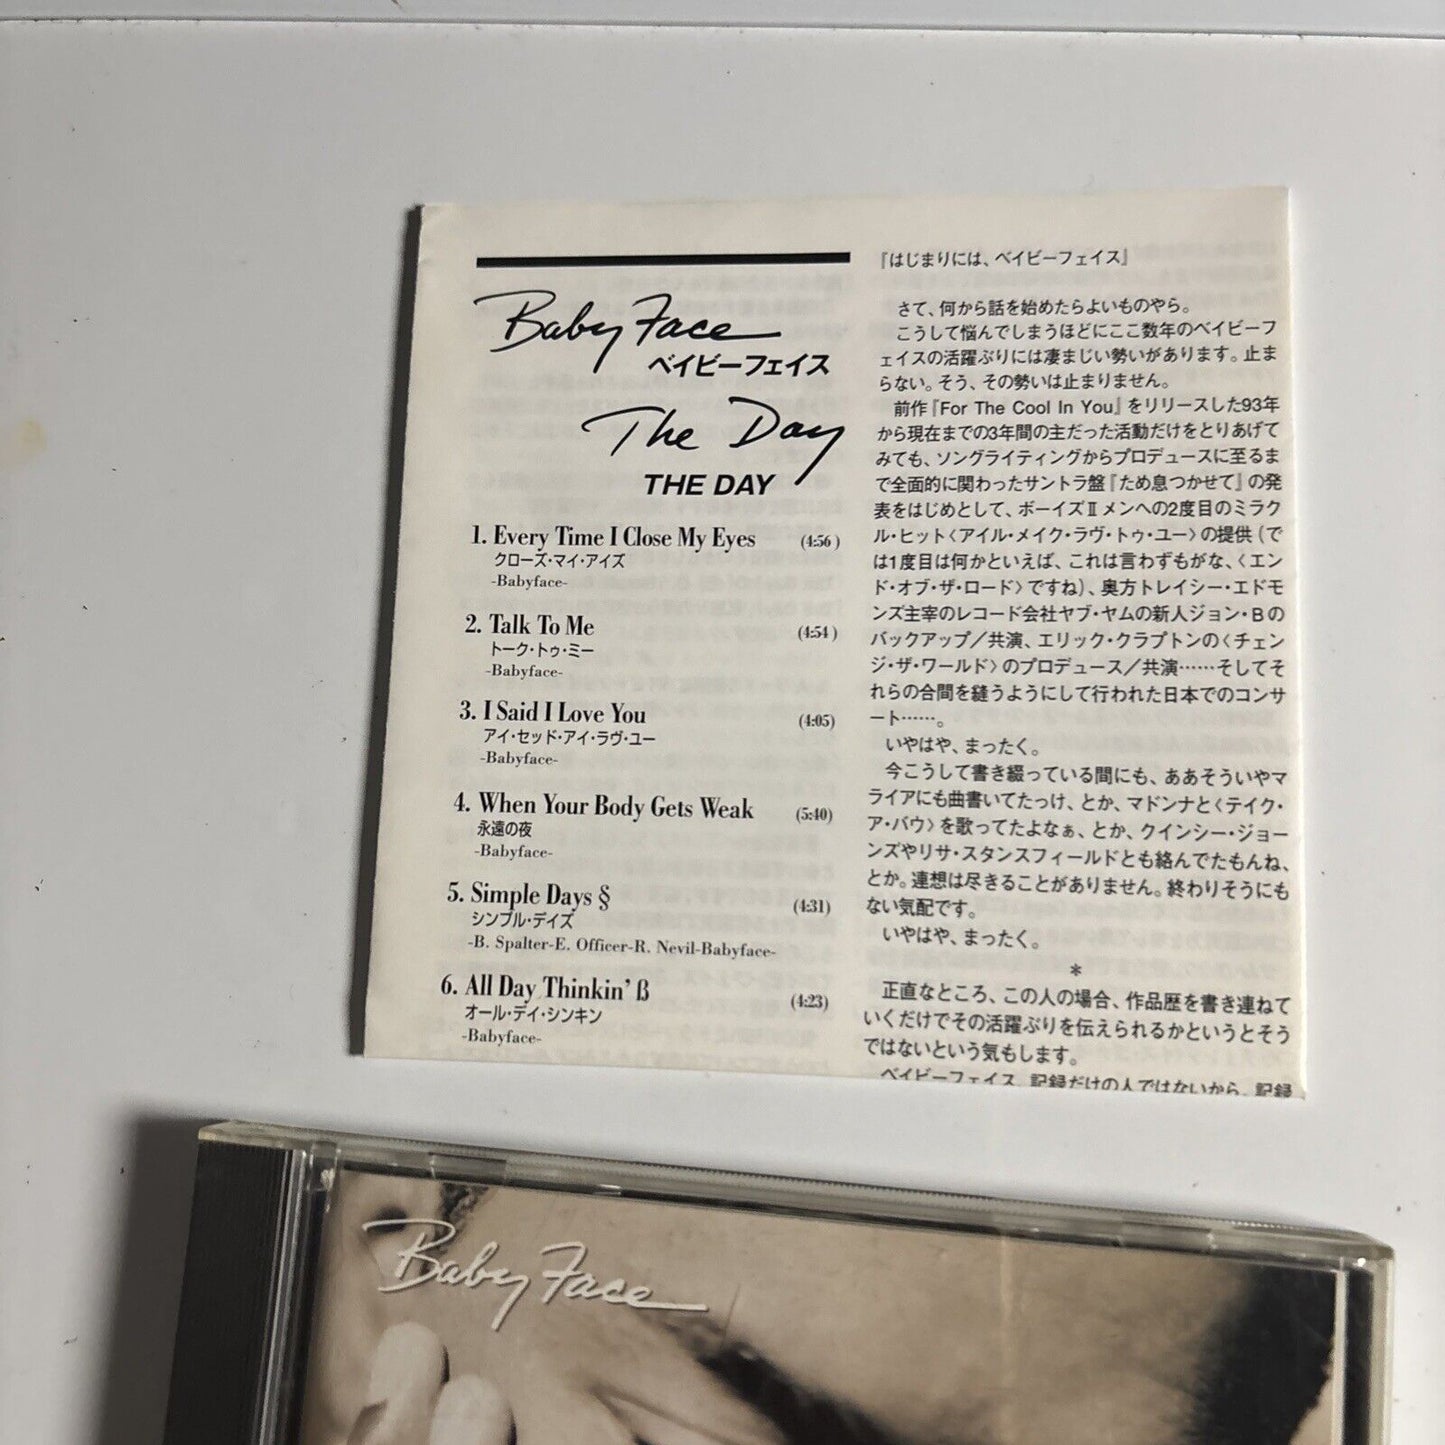 Baby Face
ベイビーフェイス
The Day
THE DAY
1. Every Time I Close My Eyes (4:56)
クローズ・マイ・アイズ
-Babyface-
2. Talk To Me (4:54)
トーク・トゥ・ミー
-Babyface-
3. I Said I Love You (4:05)
アイ・セッド・アイ・ラヴ・ユー
-Babyface-
4. When Your Body Gets Weak (5:40)
永遠の夜
-Babyface-
5. Simple Days § (4:31)
シンプル・デイズ
-B. Spalter-E. Officer-R. Nevil-Babyface-
6. All Day Thinkin' ß (4:23)
オール・デイ・シンキン
-Babyface-
『はじまりには、ベイビーフェイス』
さて、何から話を始めたらよいものやら。
こうして悩んでしまうほどにここ数年のベイビーフ
ェイスの活躍ぶりには凄まじい勢いがあります。止ま
らない。そう、その勢いは止まりません。
前作『For The Cool In You』をリリースした93年
から現在までの3年間の主だった活動だけをとりあげて
みても、ソングライティングからプロデュースに至るま
で全面的に関わったサントラ盤『ため息つかせて』の発
表をはじめとして、ボーイズⅡメンへの2度目のミラク
ル・ヒット〈アイル・メイク・ラヴ・トゥ・ユー〉の提供（で
は1度目は何かといえば、これは言わずもがな、〈エン
ド・オブ・ザ・ロード〉ですね）、奥方トレイシー・エドモ
ンズ主宰のレコード会社ヤブ・ヤムの新人ジョン・Bの
バックアップ／共演、エリック・クラプトンの〈チェン
ジ・ザ・ワールド〉のプロデュース／共演……そしてそ
れらの合間を縫うようにして行われた日本でのコンサ
ート……。
いやはや、まったく。
今こうして書き綴っている間にも、ああそういやマ
ライアにも曲書いてたっけ、とか、マドンナと〈テイク・
ア・バウ〉を歌ってたよなぁ、とか、クインシー・ジョー
ンズやリサ・スタンスフィールドとも絡んでたもんね、
とか。連想は尽きることがありません。終わりそうにも
ない気配です。
いやはや、まったく。
＊
正直なところ、この人の場合、作品歴を書き連ねて
いくだけでその活躍ぶりを伝えられるかというとそう
ではないという気もします。
ベイビーフェイス、記録だけの人ではないから。記録
Baby Face